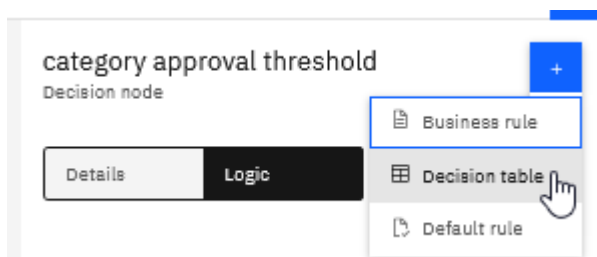 category approval threshold
Decision node
+
Business rule
Details
Logic
Decision table
Default rule